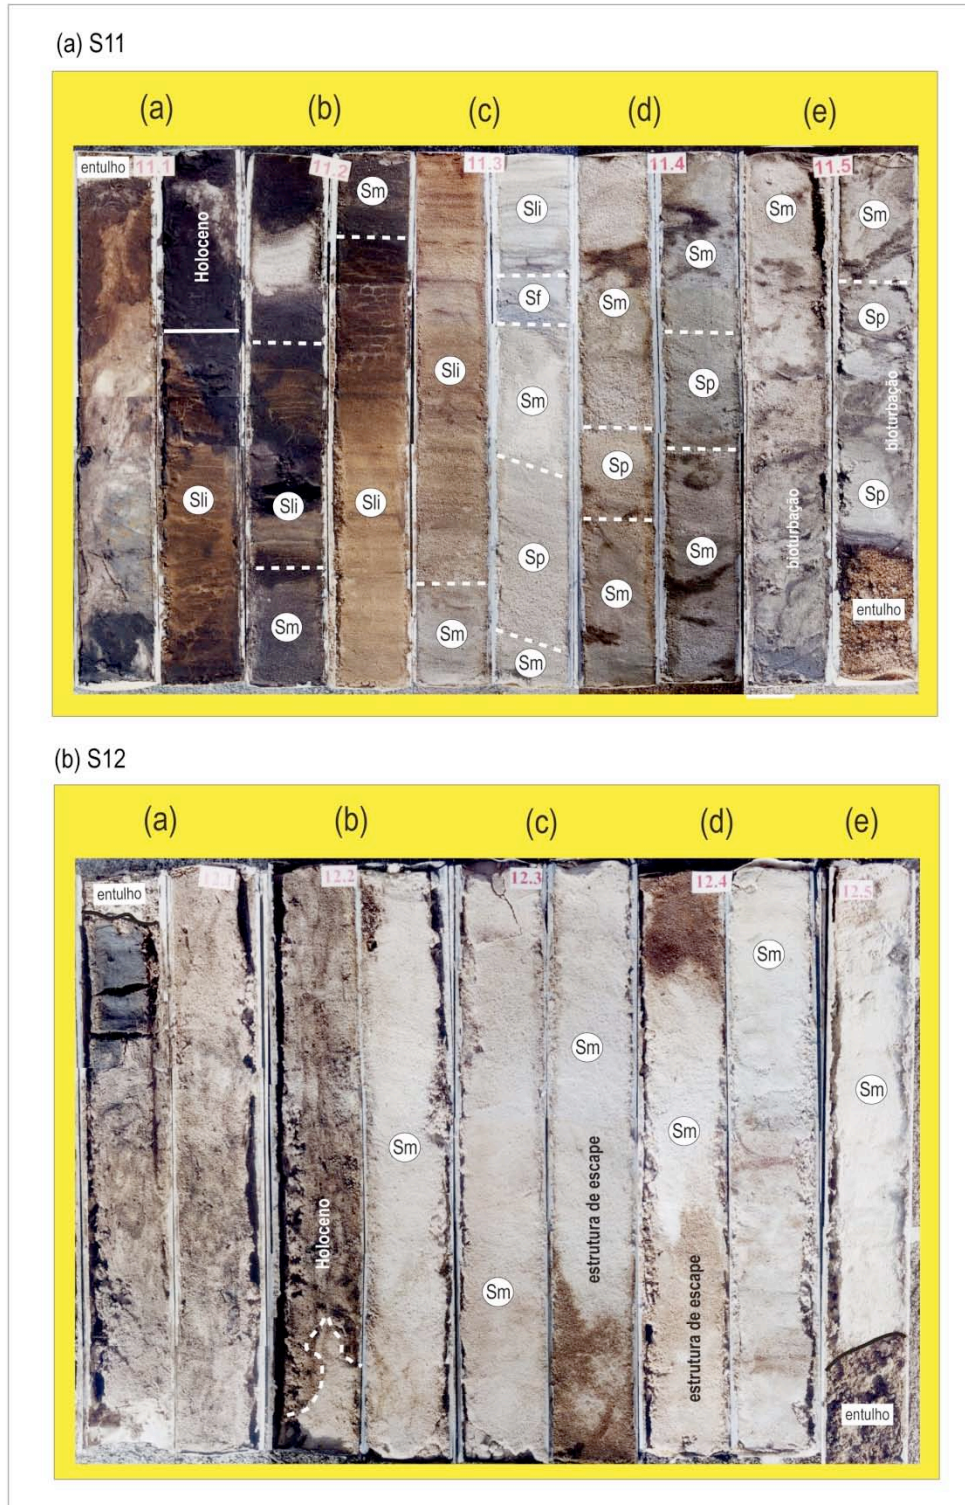 (a) S11
(a)
(b)
(c)
(d)
(e)
entulho
11.1
Holoceno
Sli
11.2
Sli
Sm
Sm
Sli
11.3
Sli
Sm
Sli
Sf
Sm
Sp
Sm
11.4
Sm
Sp
Sm
Sm
Sp
Sm
11.5
Sm
bioturbação
Sm
Sp
bioturbação
Sp
entulho
(b) S12
(a)
(b)
(c)
(d)
(e)
entulho
12.1
12.2
Holoceno
Sm
12.3
Sm
Sm
estrutura de escape
12.4
Sm
estrutura de escape
Sm
12.5
Sm
entulho